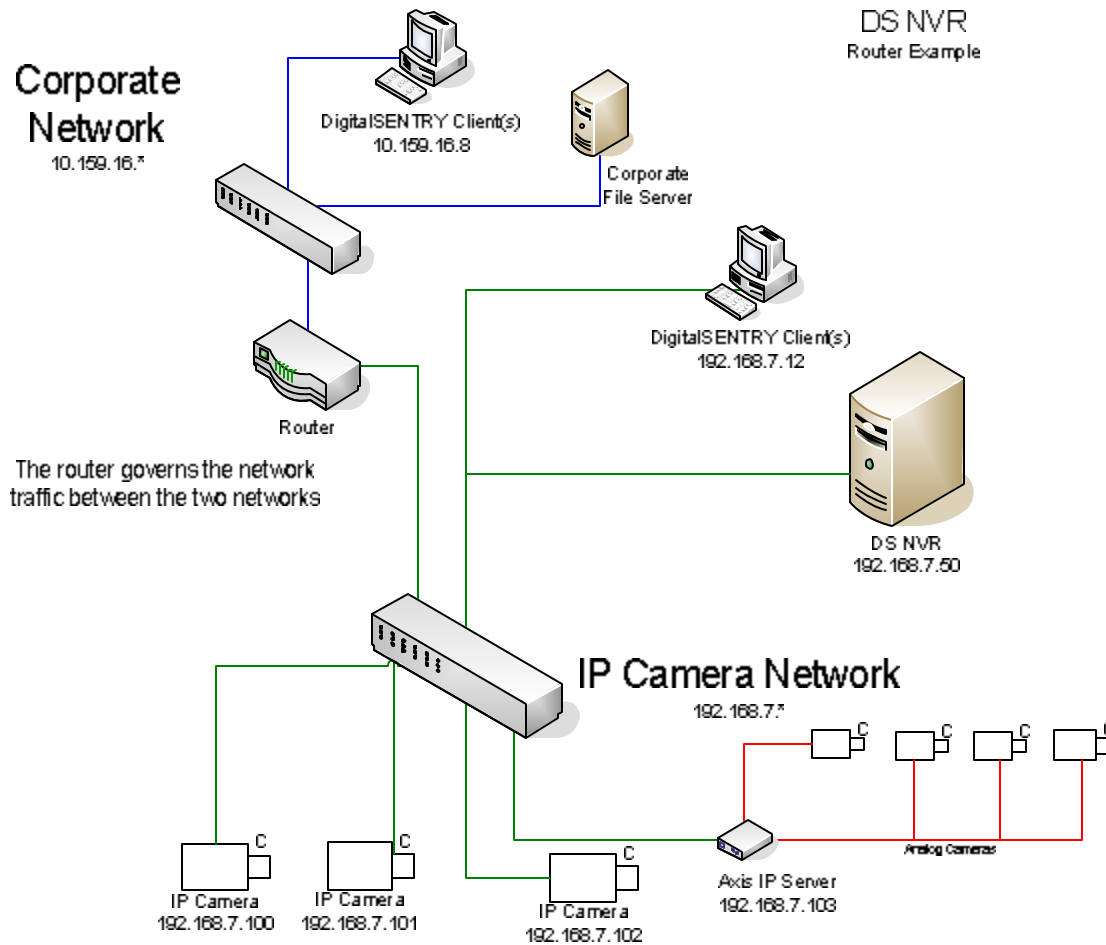 DS NVR
Router Example
Corporate
Network
10.159.16.*
DigitalSENTRY Client(s)
10.159.16.8
Corporate
File Server
DigitalSENTRY Client(s)
192.168.7.12
Router
The router governs the network
traffic between the two networks
DS NVR
192.168.7.50
IP Camera Network
192.168.7.*
C
C
C
C
Analog Cameras
Axis IP Server
192.168.7.103
C
IP Camera
192.168.7.100
C
IP Camera
192.168.7.101
C
IP Camera
192.168.7.102